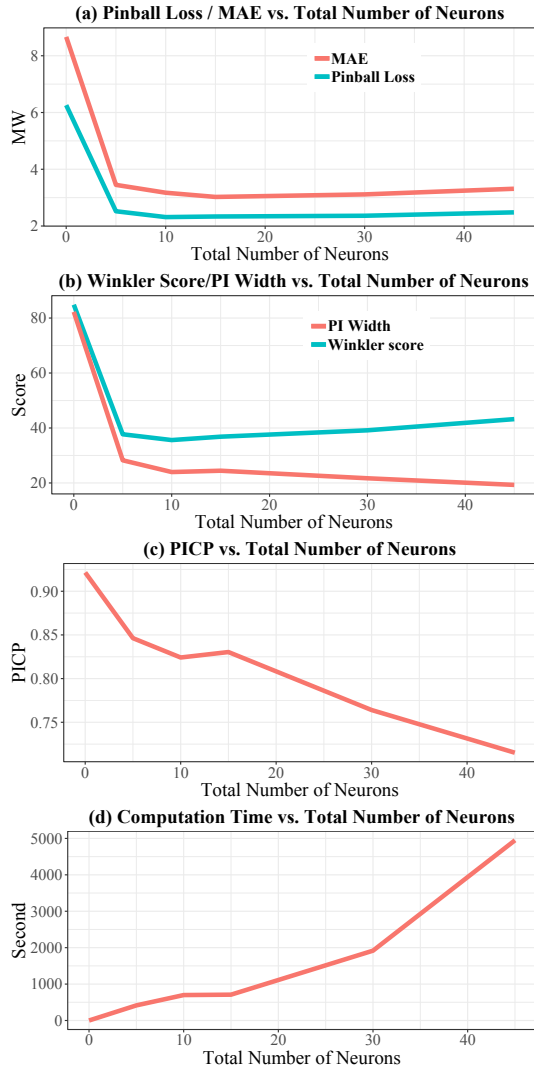 (a) Pinball Loss / MAE vs. Total Number of Neurons
8
6
4
2
MW
MAE
Pinball Loss
0 10 20 30 40
Total Number of Neurons
(b) Winkler Score/PI Width vs. Total Number of Neurons
80
60
40
20
Score
PI Width
Winkler score
0 10 20 30 40
Total Number of Neurons
(c) PICP vs. Total Number of Neurons
0.90
0.85
0.80
0.75
PICP
0 10 20 30 40
Total Number of Neurons
(d) Computation Time vs. Total Number of Neurons
5000
4000
3000
2000
1000
0
Second
0 10 20 30 40
Total Number of Neurons